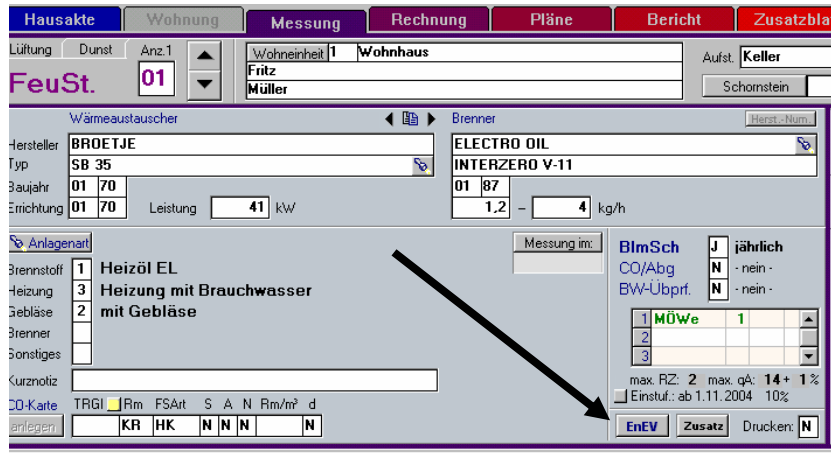 Hausakte Wohnung Messung Rechnung Pläne Bericht Zusatzbla
Lüftung Dunst Anz.1 Wohneinheit 1 Wohnhaus Aufst. Keller
FeuSt. 01 Fritz Schornstein
Müller
Wärmeaustauscher Brenner Herst.-Num.
Hersteller BROETJE ELECTRO OIL
Typ SB 35 INTERZERO V-11
Baujahr 01 70 01 87
Errichtung 01 70 Leistung 41 kW 1,2 - 4 kg/h
Anlagenart Messung im: BImSch J jährlich
Brennstoff 1 Heizöl EL CO/Abg N - nein -
Heizung 3 Heizung mit Brauchwasser BW-Übprf. N - nein -
Gebläse 2 mit Gebläse 1 MÖWe 1
Brenner 2
Sonstiges 3
Kurznotiz max. RZ: 2 max. qA: 14+ 1%
CO-Karte TRGI Rm FSArt S A N Rm/m³ d Einstuf.: ab 1.11.2004 10%
anlegen KR HK N N N N EnEV Zusatz Drucken: N